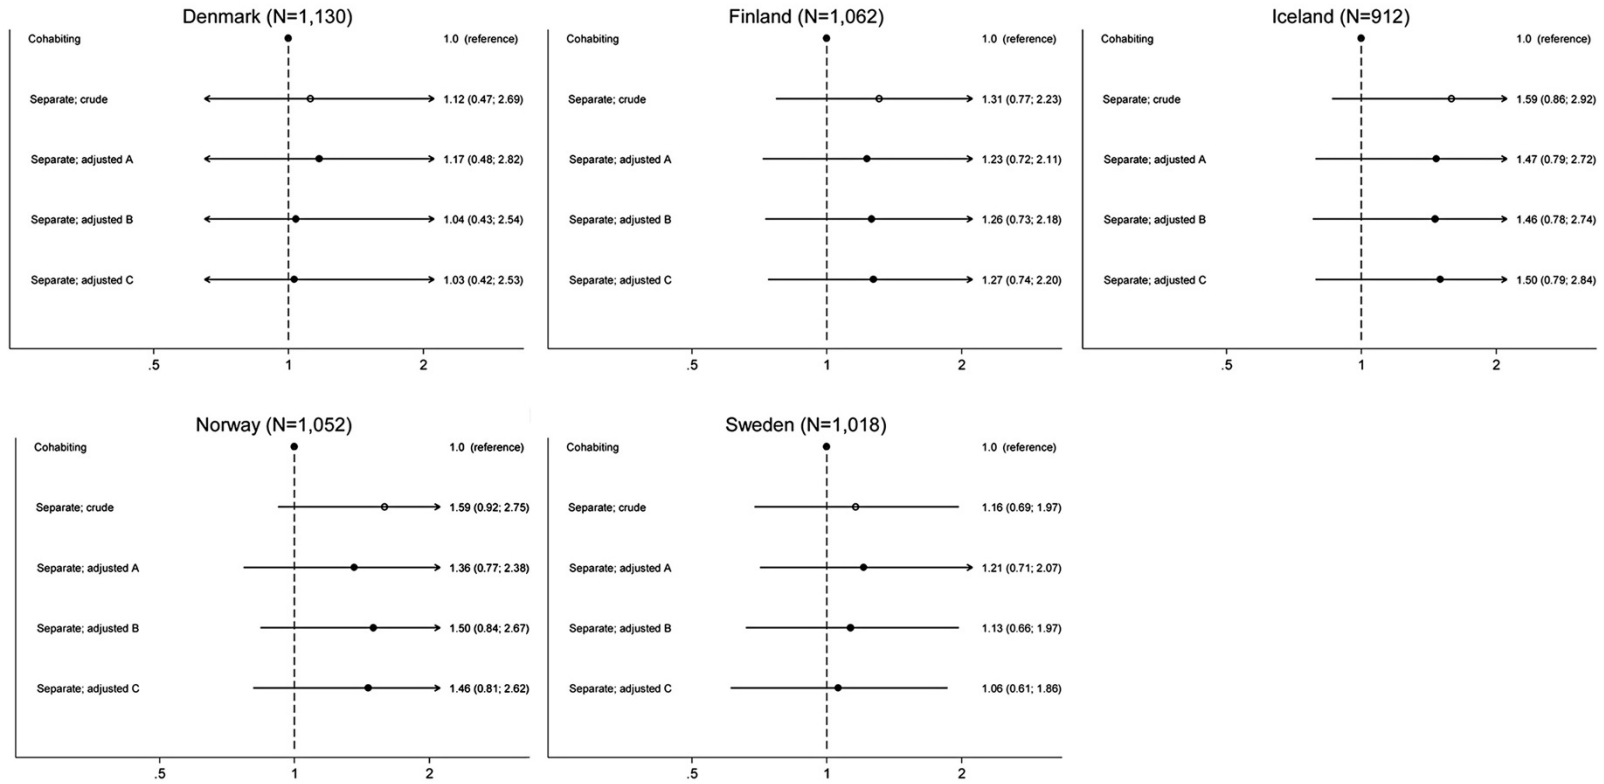 Denmark (N=1,130)
Cohabiting 1.0 (reference)
Separate; crude 1.12 (0.47; 2.69)
Separate; adjusted A 1.17 (0.48; 2.82)
Separate; adjusted B 1.04 (0.43; 2.54)
Separate; adjusted C 1.03 (0.42; 2.53)
.5 1 2
Finland (N=1,062)
Cohabiting 1.0 (reference)
Separate; crude 1.31 (0.77; 2.23)
Separate; adjusted A 1.23 (0.72; 2.11)
Separate; adjusted B 1.26 (0.73; 2.18)
Separate; adjusted C 1.27 (0.74; 2.20)
.5 1 2
Iceland (N=912)
Cohabiting 1.0 (reference)
Separate; crude 1.59 (0.86; 2.92)
Separate; adjusted A 1.47 (0.79; 2.72)
Separate; adjusted B 1.46 (0.78; 2.74)
Separate; adjusted C 1.50 (0.79; 2.84)
.5 1 2
Norway (N=1,052)
Cohabiting 1.0 (reference)
Separate; crude 1.59 (0.92; 2.75)
Separate; adjusted A 1.36 (0.77; 2.38)
Separate; adjusted B 1.50 (0.84; 2.67)
Separate; adjusted C 1.46 (0.81; 2.62)
.5 1 2
Sweden (N=1,018)
Cohabiting 1.0 (reference)
Separate; crude 1.16 (0.69; 1.97)
Separate; adjusted A 1.21 (0.71; 2.07)
Separate; adjusted B 1.13 (0.66; 1.97)
Separate; adjusted C 1.06 (0.61; 1.86)
.5 1 2